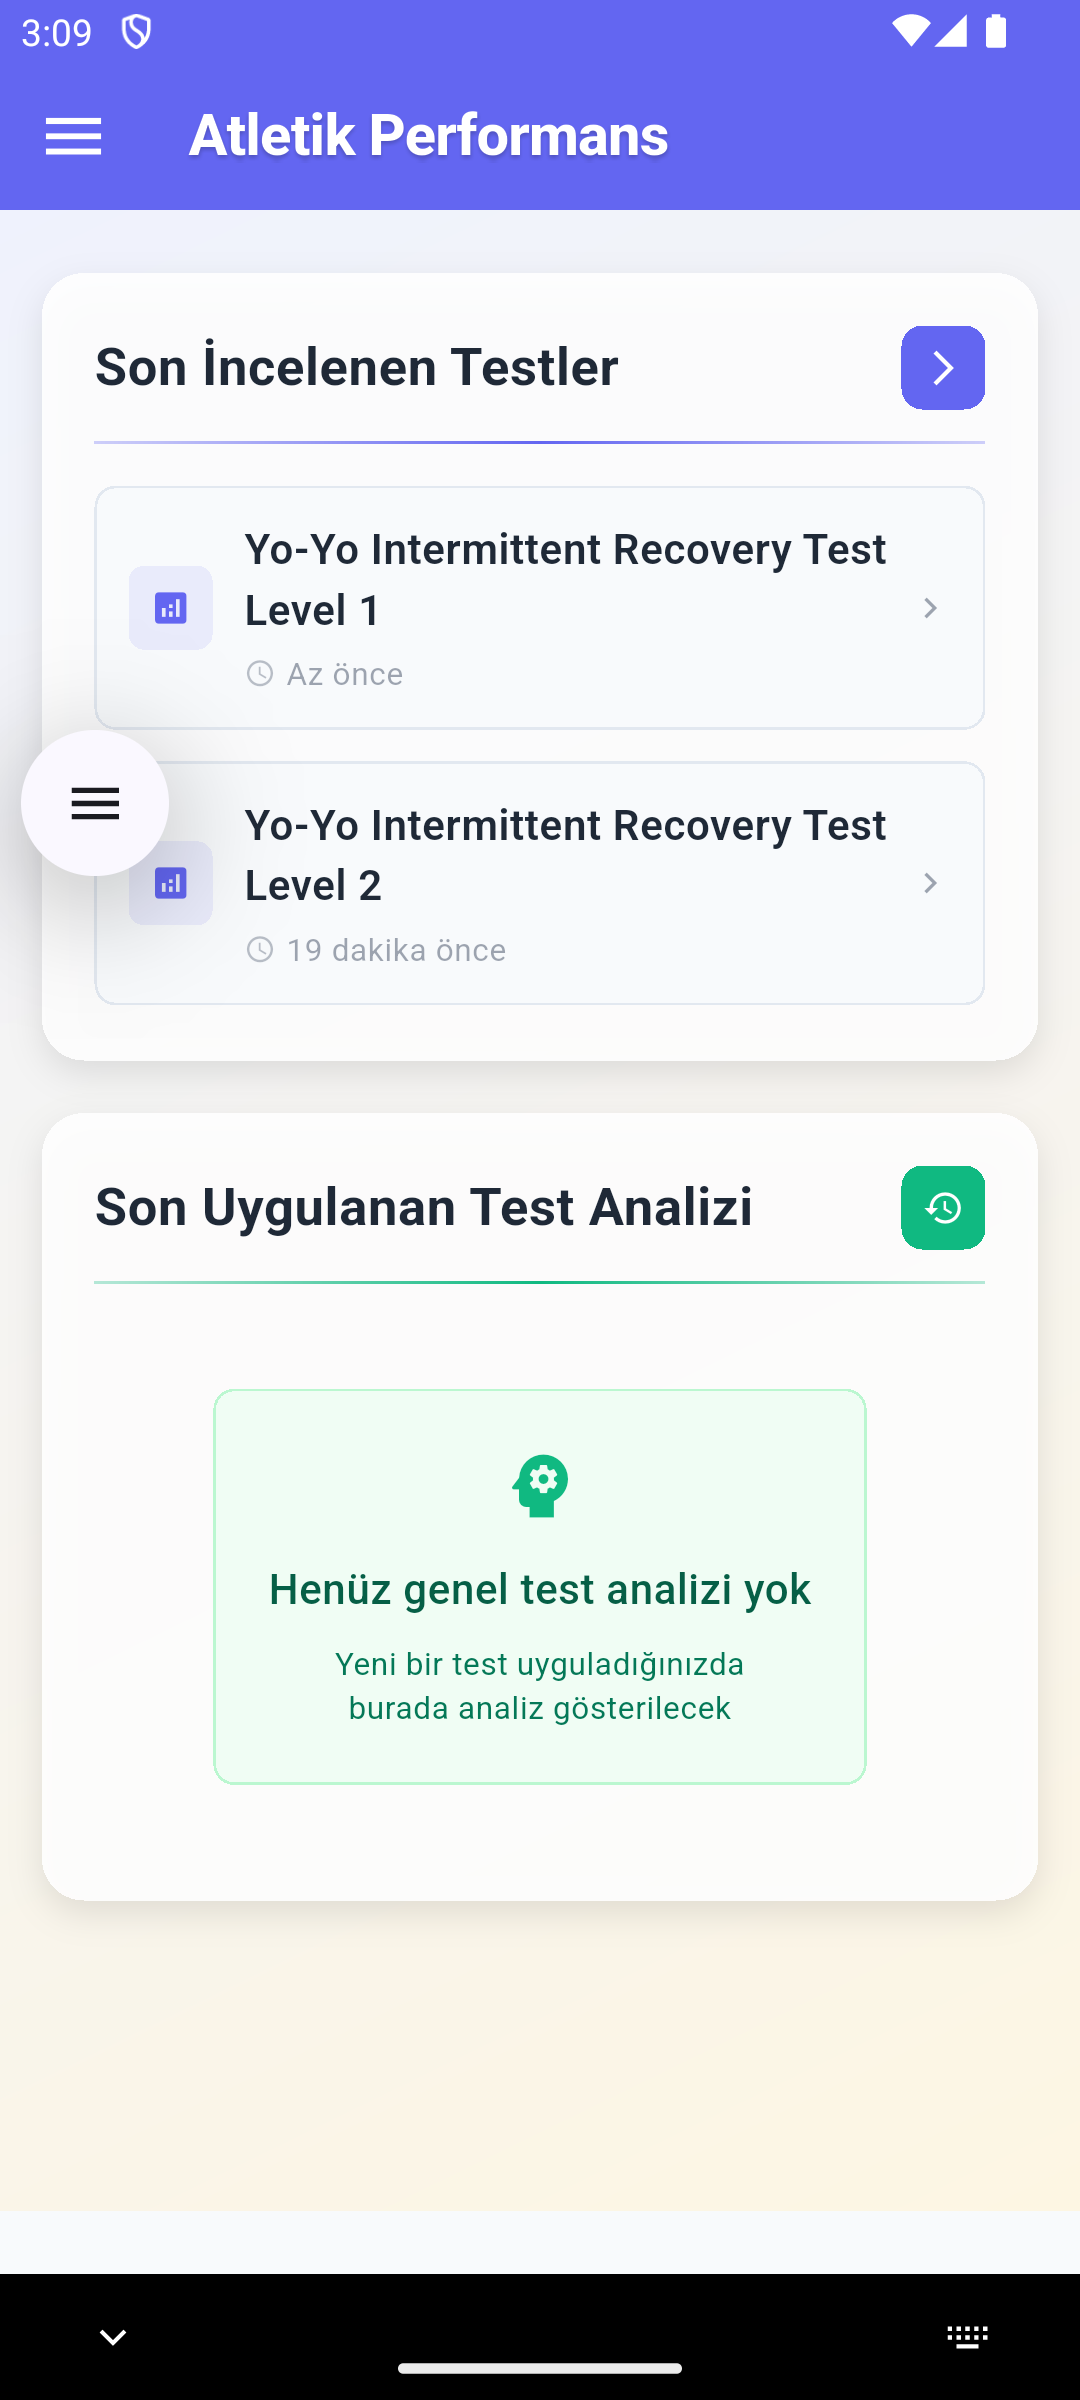 3:09
Atletik Performans
Son İncelenen Testler
Yo-Yo Intermittent Recovery Test
Level 1
Az önce
Yo-Yo Intermittent Recovery Test
Level 2
19 dakika önce
Son Uygulanan Test Analizi
Henüz genel test analizi yok
Yeni bir test uyguladığınızda
burada analiz gösterilecek